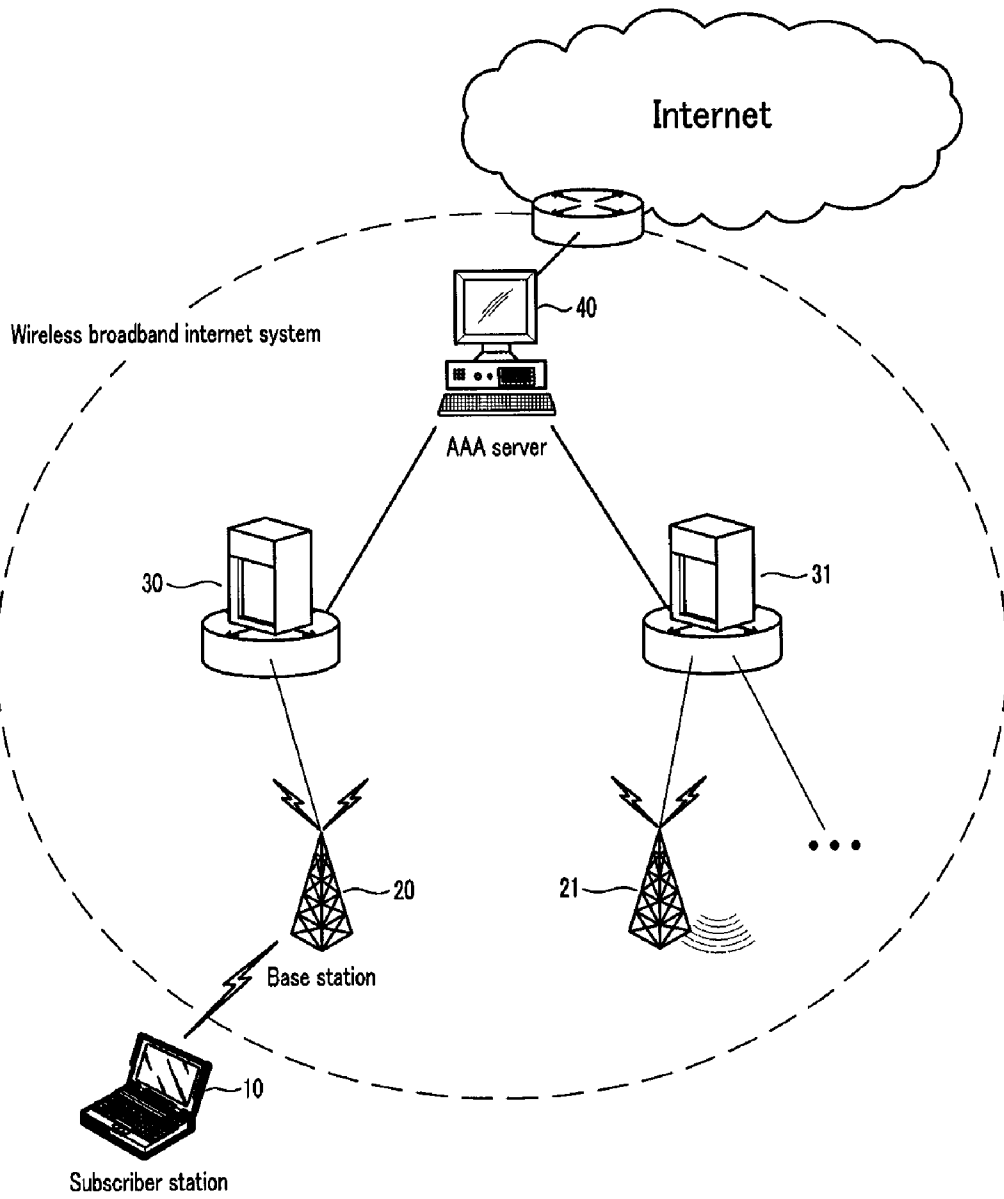 Internet
40
Wireless broadband internet system
AAA server
30
31
20
21
Base station
10
Subscriber station